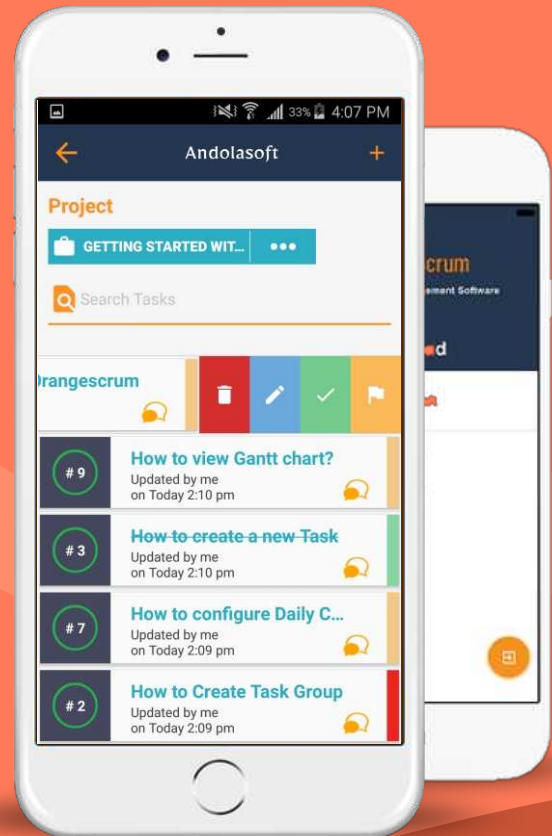 33% 4:07 PM
Andolasoft
Project
GETTING STARTED WIT...
Search Tasks
rangescrum
# 9
How to view Gantt chart?
Updated by me
on Today 2:10 pm
# 3
How to create a new Task
Updated by me
on Today 2:10 pm
# 7
How to configure Daily C...
Updated by me
on Today 2:09 pm
# 2
How to Create Task Group
Updated by me
on Today 2:09 pm
crum
ement Software
d